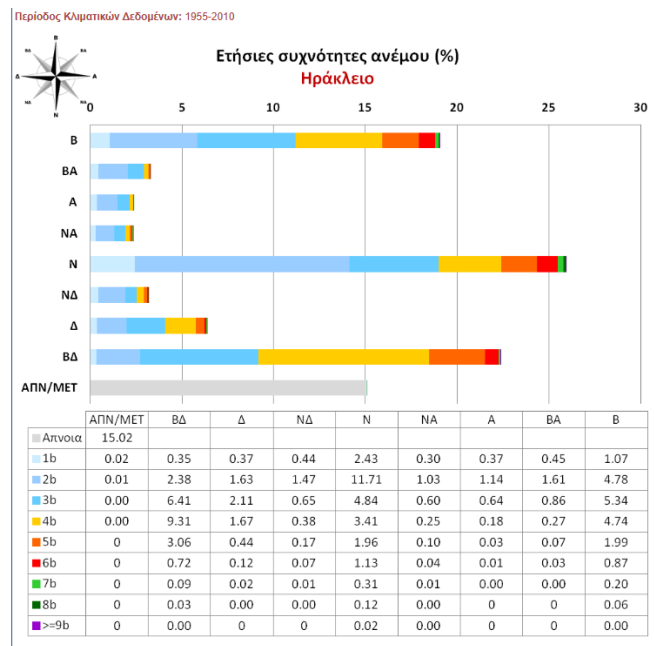 Περίοδος Κλιματικών Δεδομένων: 1955-2010
Ετήσιες συχνότητες ανέμου (%)
Ηράκλειο
Β
ΒΔ ΒΑ
Δ Α
ΝΔ ΝΑ
Ν
0 5 10 15 20 25 30
Β
ΒΑ
Α
ΝΑ
Ν
ΝΔ
Δ
ΒΔ
ΑΠΝ/ΜΕΤ
ΑΠΝ/ΜΕΤ ΒΔ Δ ΝΔ Ν ΝΑ Α ΒΑ Β
Απνοια 15.02
1b 0.02 0.35 0.37 0.44 2.43 0.30 0.37 0.45 1.07
2b 0.01 2.38 1.63 1.47 11.71 1.03 1.14 1.61 4.78
3b 0.00 6.41 2.11 0.65 4.84 0.60 0.64 0.86 5.34
4b 0.00 9.31 1.67 0.38 3.41 0.25 0.18 0.27 4.74
5b 0 3.06 0.44 0.17 1.96 0.10 0.03 0.07 1.99
6b 0 0.72 0.12 0.07 1.13 0.04 0.01 0.03 0.87
7b 0 0.09 0.02 0.01 0.31 0.01 0.00 0.00 0.20
8b 0 0.03 0.00 0.00 0.12 0.00 0 0 0.06
>=9b 0 0.00 0 0 0.02 0.00 0 0 0.00